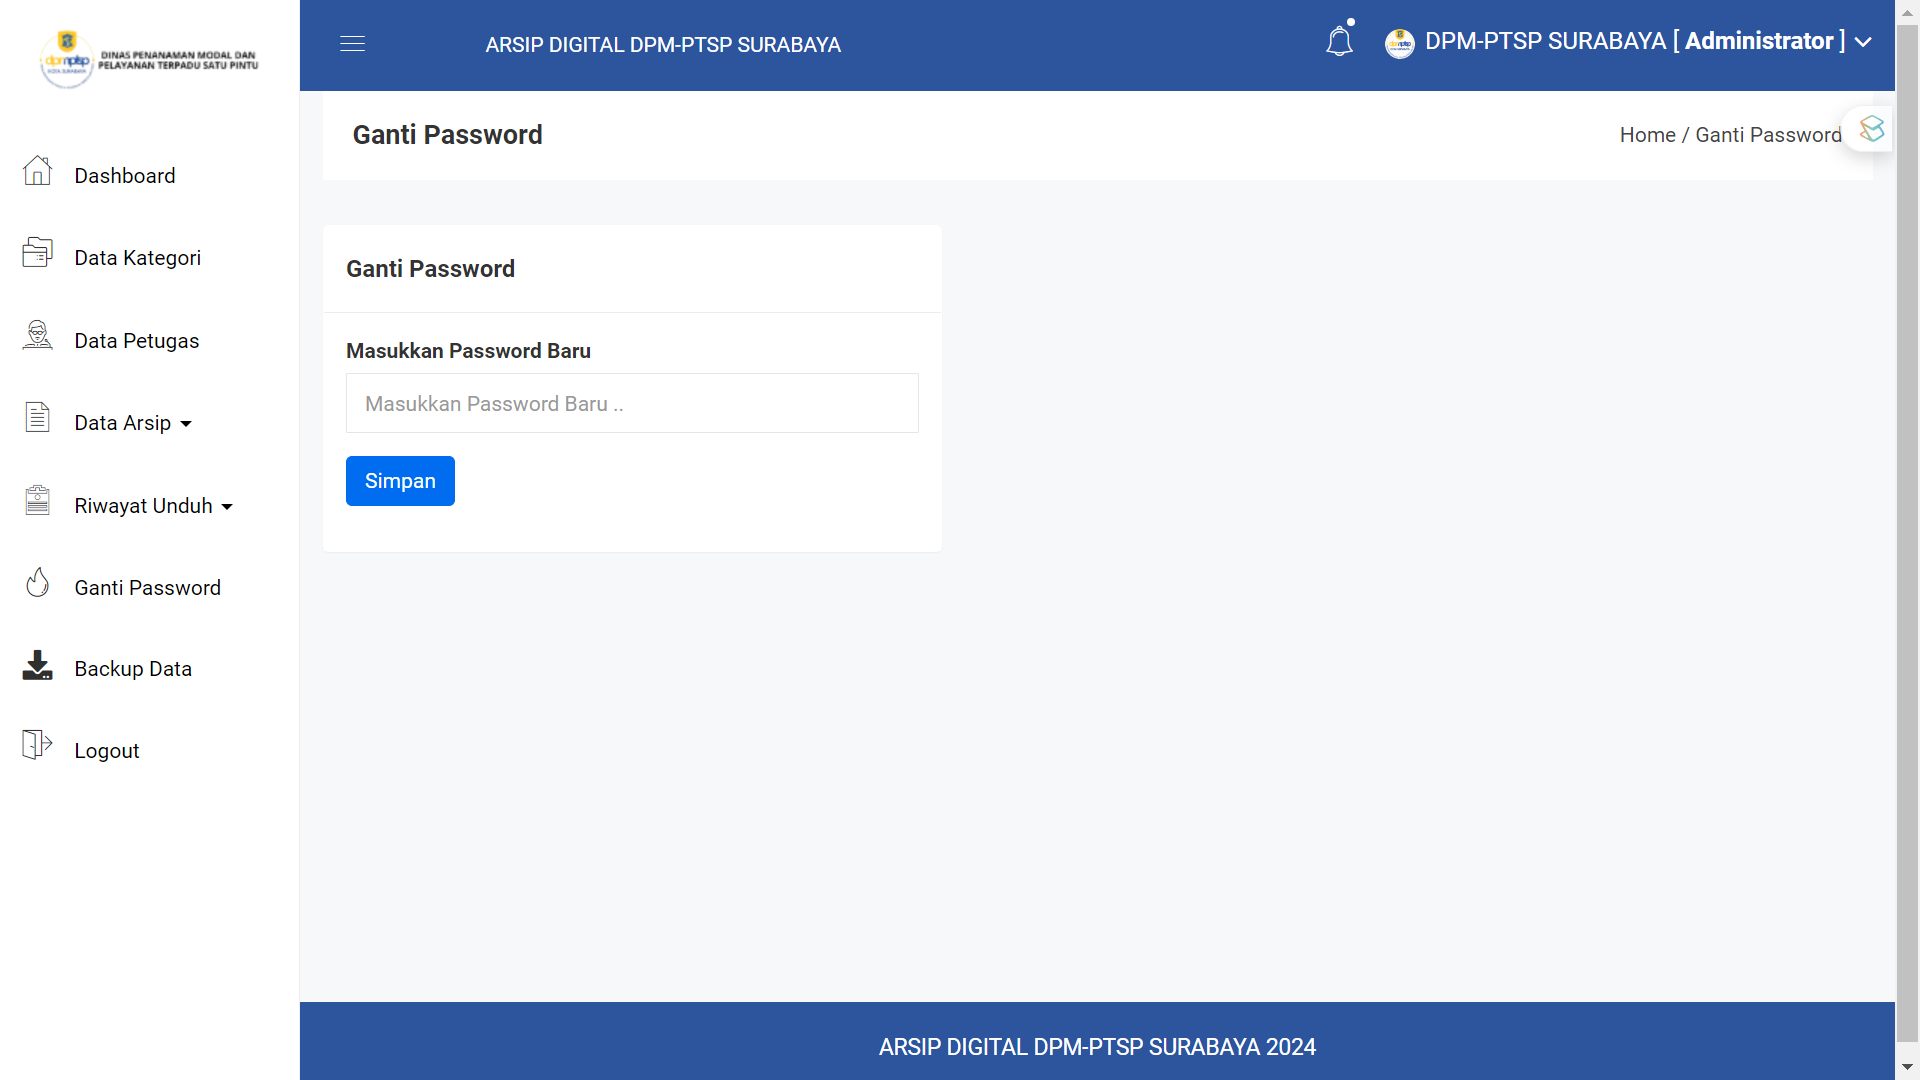 DINAS PENANAMAN MODAL DAN
PELAYANAN TERPADU SATU PINTU
dpmptsp
KOTA SURABAYA
ARSIP DIGITAL DPM-PTSP SURABAYA
DPM-PTSP SURABAYA [ Administrator ]
Dashboard
Data Kategori
Data Petugas
Data Arsip
Riwayat Unduh
Ganti Password
Backup Data
Logout
Ganti Password
Home / Ganti Password
Ganti Password
Masukkan Password Baru
Masukkan Password Baru ..
Simpan
ARSIP DIGITAL DPM-PTSP SURABAYA 2024